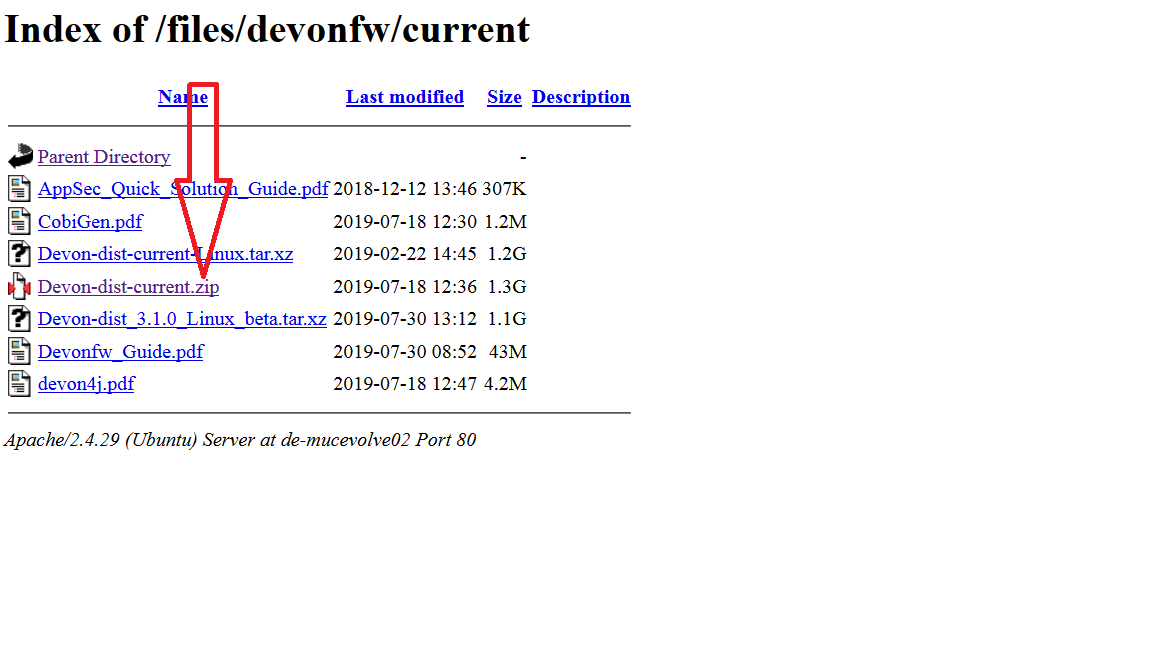 Index of /files/devonfw/current
Name Last modified Size Description
Parent Directory -
AppSec_Quick_Solution_Guide.pdf 2018-12-12 13:46 307K
CobiGen.pdf 2019-07-18 12:30 1.2M
Devon-dist-current-Linux.tar.xz 2019-02-22 14:45 1.2G
Devon-dist-current.zip 2019-07-18 12:36 1.3G
Devon-dist_3.1.0_Linux_beta.tar.xz 2019-07-30 13:12 1.1G
Devonfw_Guide.pdf 2019-07-30 08:52 43M
devon4j.pdf 2019-07-18 12:47 4.2M
Apache/2.4.29 (Ubuntu) Server at de-mucevolve02 Port 80